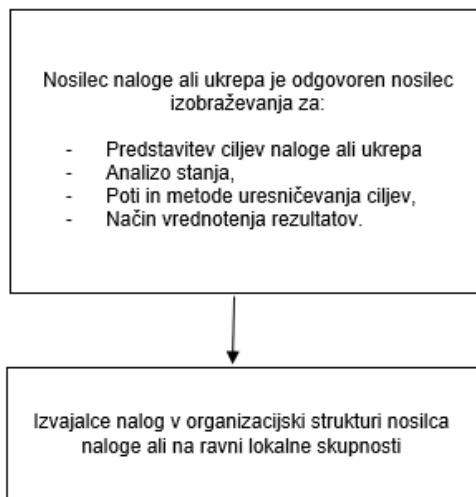 Nosilec naloge ali ukrepa je odgovoren nosilec
izobraževanja za:
- Predstavitev ciljev naloge ali ukrepa
- Analizo stanja,
- Poti in metode uresničevanja ciljev,
- Način vrednotenja rezultatov.
Izvajalce nalog v organizacijski strukturi nosilca
naloge ali na ravni lokalne skupnosti